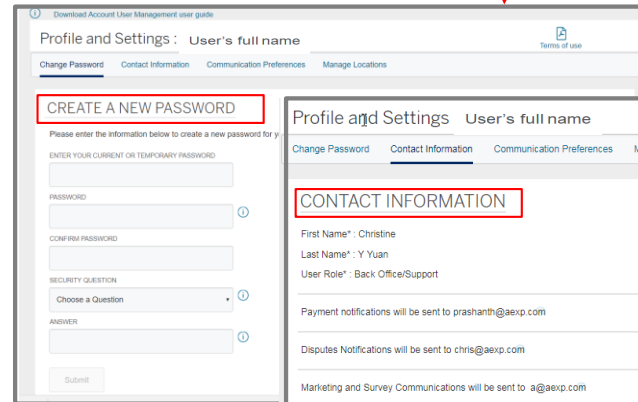 Download Account User Management user guide
Profile and Settings : User's full name
Terms of use
Change Password Contact Information Communication Preferences Manage Locations
CREATE A NEW PASSWORD
Please enter the information below to create a new password for y
ENTER YOUR CURRENT OR TEMPORARY PASSWORD
PASSWORD
CONFIRM PASSWORD
SECURITY QUESTION
Choose a Question
ANSWER
Submit
Profile and Settings User's full name
Change Password Contact Information Communication Preferences M
CONTACT INFORMATION
First Name* : Christine
Last Name* : Y Yuan
User Role* : Back Office/Support
Payment notifications will be sent to prashanth@aexp.com
Disputes Notifications will be sent to chris@aexp.com
Marketing and Survey Communications will be sent to a@aexp.com